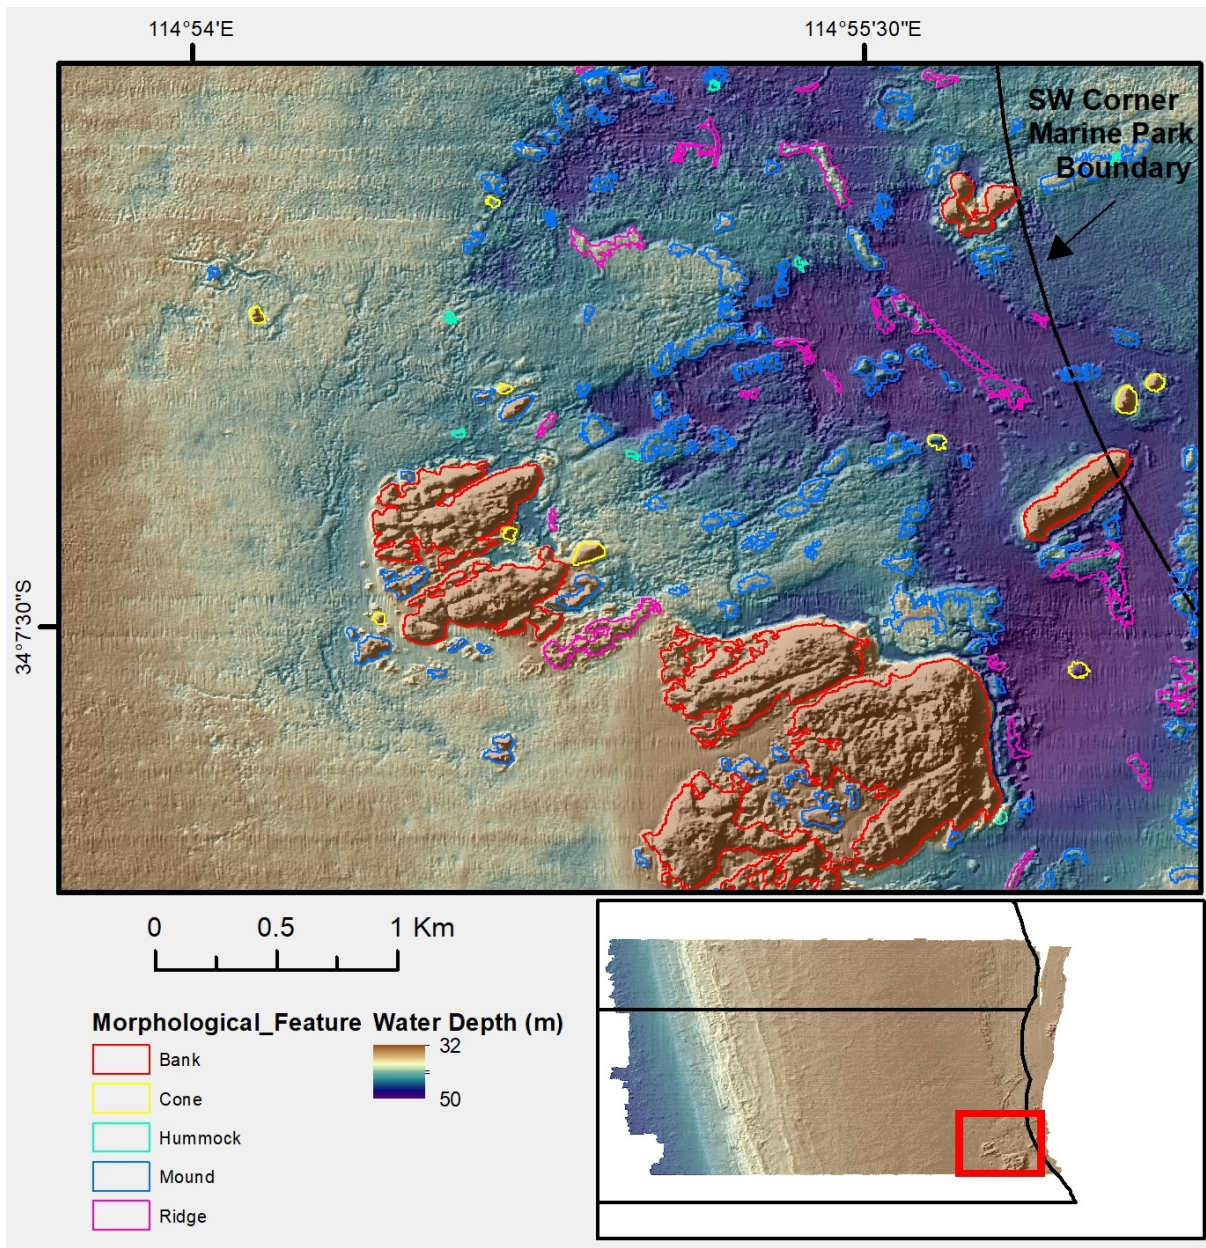 114°54'E
114°55'30"E
SW Corner
Marine Park
Boundary
34°7'30"S
0
0.5
1 Km
Morphological_Feature
Bank
Cone
Hummock
Mound
Ridge
Water Depth (m)
32
50